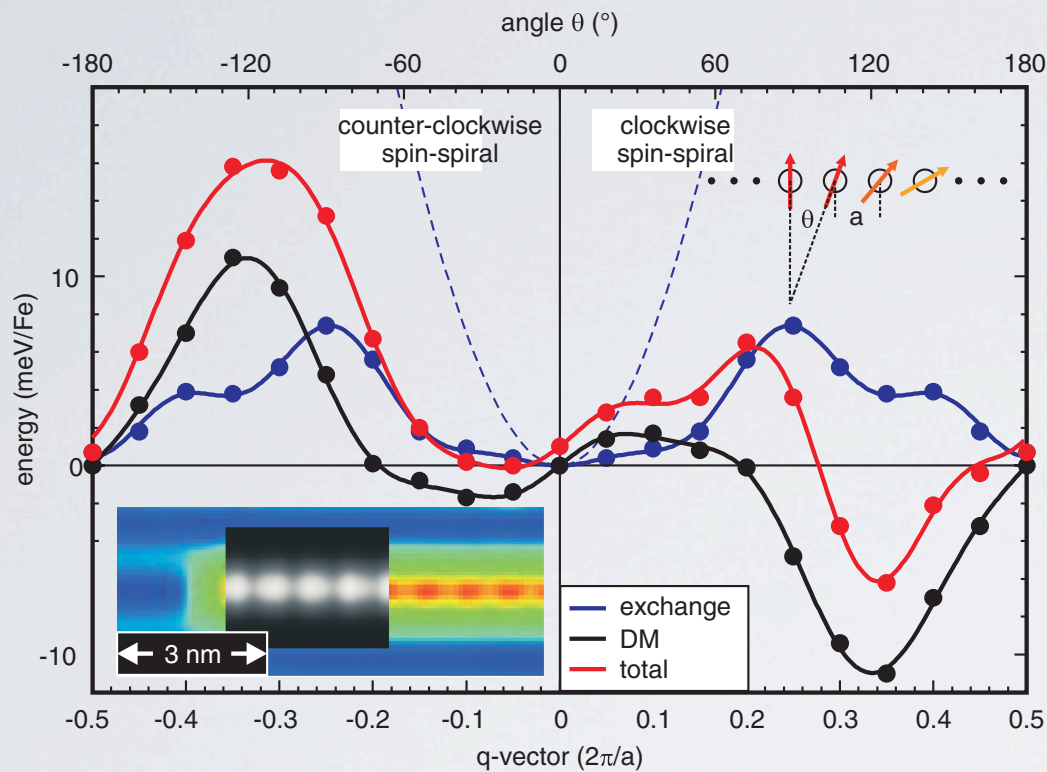 angle θ (°)
-180 -120 -60 0 60 120 180
counter-clockwise
spin-spiral
clockwise
spin-spiral
θ a
energy (meV/Fe)
10
0
-10
3 nm
exchange
DM
total
-0.5 -0.4 -0.3 -0.2 -0.1 0 0.1 0.2 0.3 0.4 0.5
q-vector (2π/a)